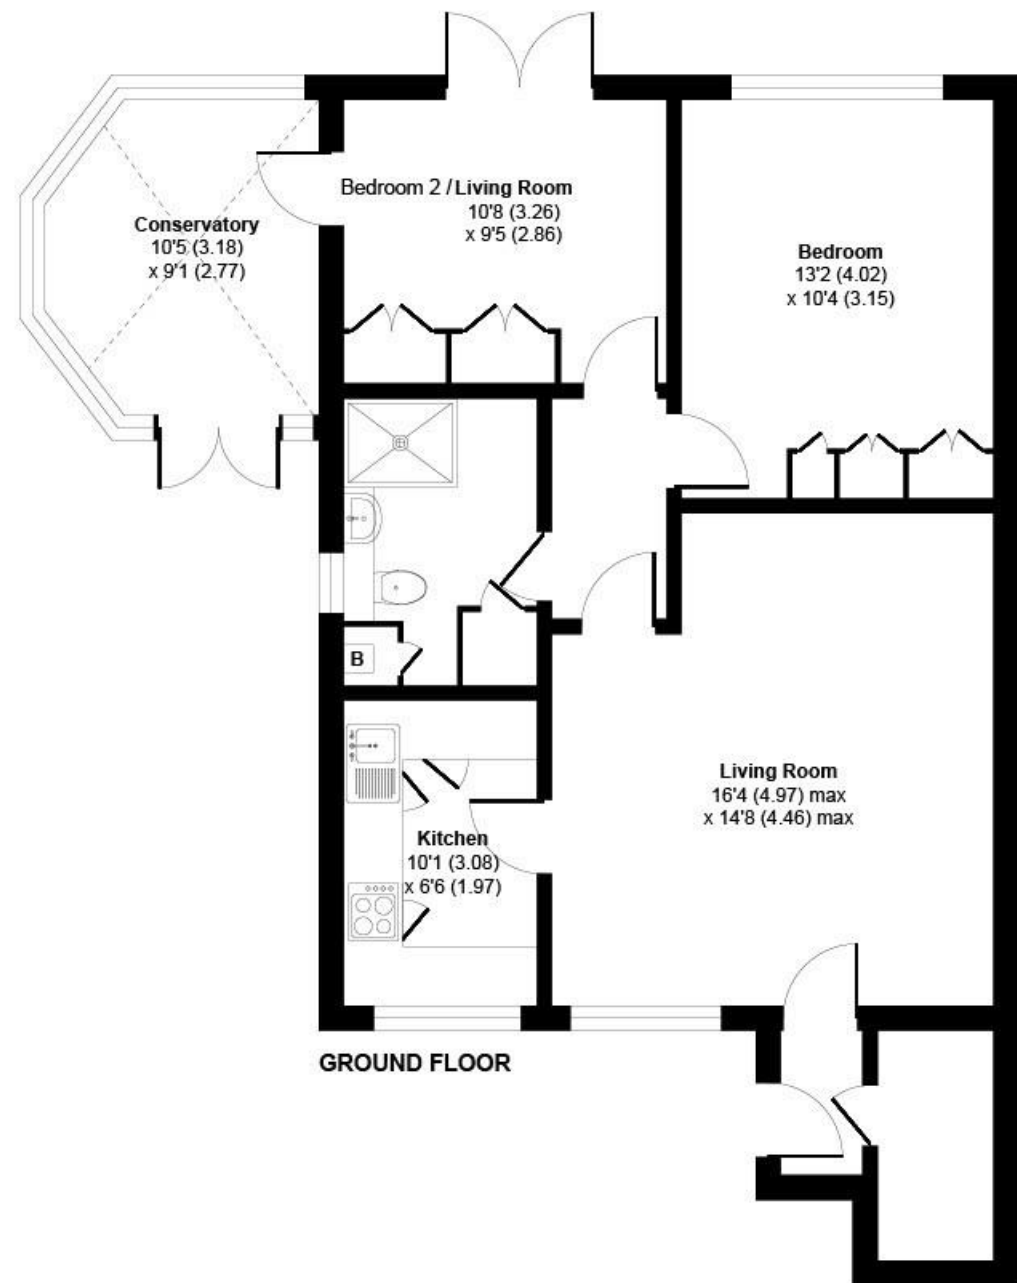 Conservatory
10'5 (3.18)
x 9'1 (2.77)
Bedroom 2 / Living Room
10'8 (3.26)
x 9'5 (2.86)
Bedroom
13'2 (4.02)
x 10'4 (3.15)
B
Living Room
16'4 (4.97) max
x 14'8 (4.46) max
Kitchen
10'1 (3.08)
x 6'6 (1.97)
GROUND FLOOR